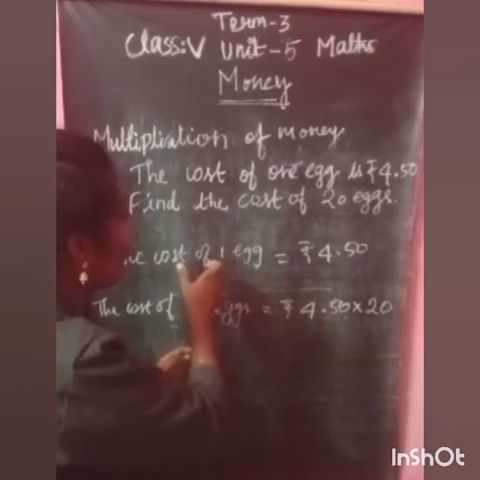 Term-3
Class:V Unit-5 Maths
Money
Multiplication of money
The cost of one egg is ₹4.50
Find the cost of 20 eggs.
cost of 1 egg = ₹4.50
The cost of eggs = ₹4.50×20
InShOt